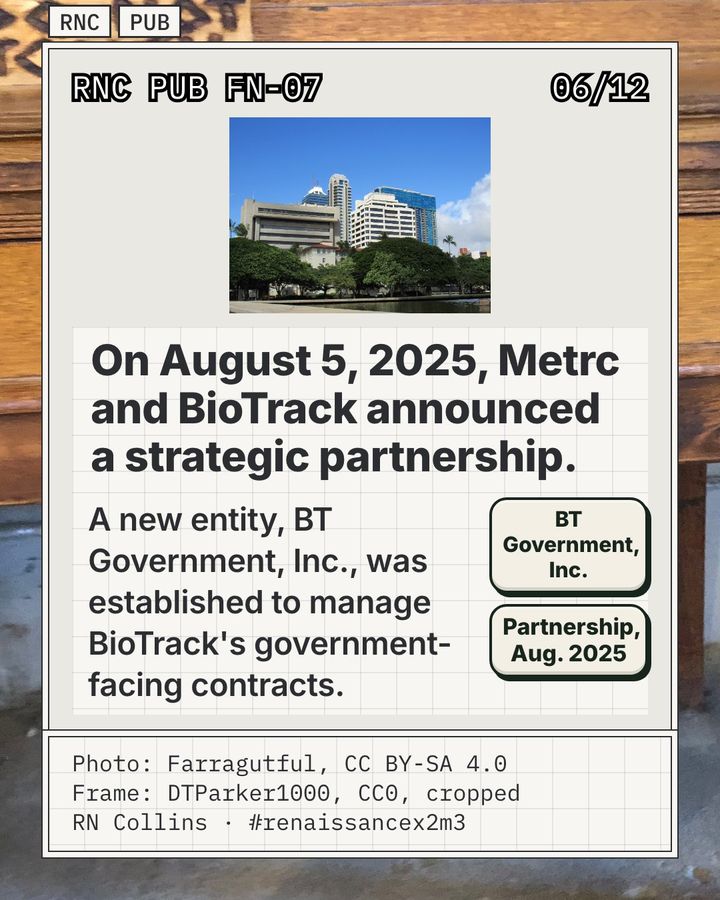 RNC PUB
RNC PUB FN-07 06/12
On August 5, 2025, Metrc
and BioTrack announced
a strategic partnership.
A new entity, BT
Government, Inc., was
established to manage
BioTrack's government-
facing contracts.
BT
Government,
Inc.
Partnership,
Aug. 2025
Photo: Farragutful, CC BY-SA 4.0
Frame: DTParker1000, CC0, cropped
RN Collins · #renaissancex2m3